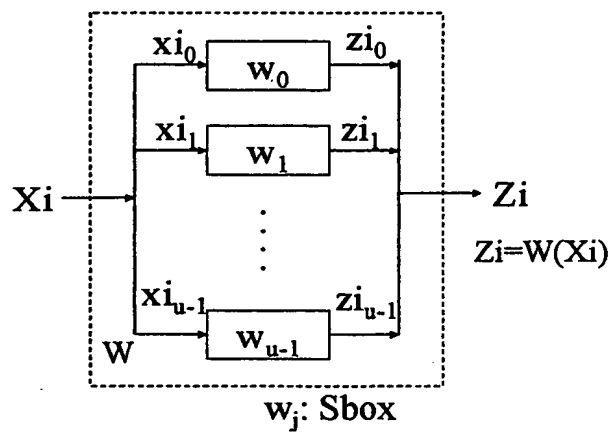 xi₀ w₀ zi₀
xi₁ w₁ zi₁
Xi Zi
Zi=W(Xi)
xiᵤ₋₁ wᵤ₋₁ ziᵤ₋₁
W
wⱼ: Sbox